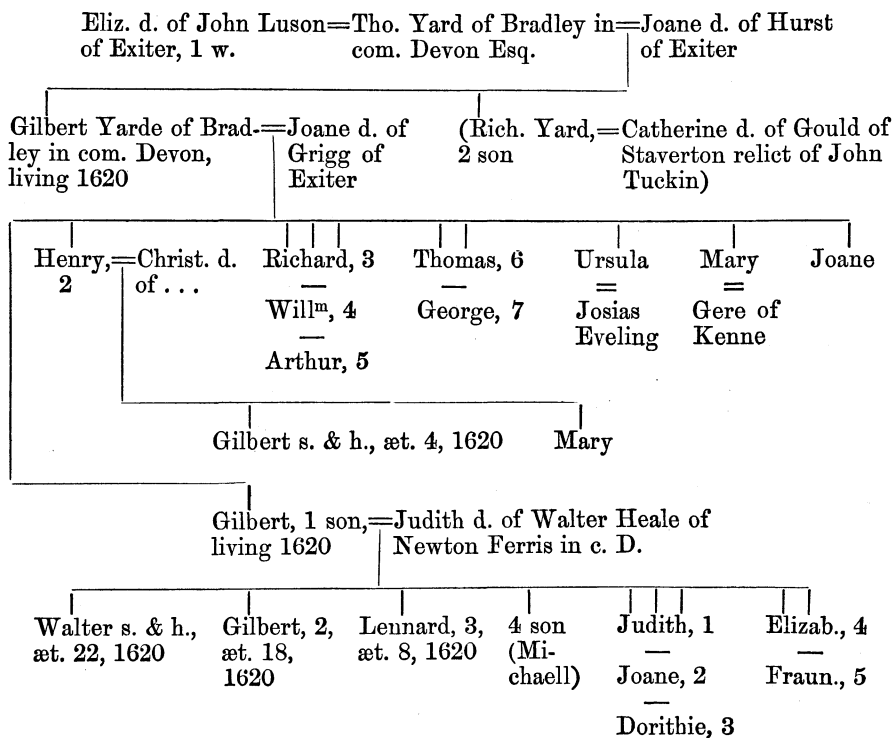 Eliz. d. of John Luson=Tho. Yard of Bradley in=Joane d. of Hurst
of Exiter, 1 w. com. Devon Esq. of Exiter
Gilbert Yarde of Brad-=Joane d. of (Rich. Yard,=Catherine d. of Gould of
ley in com. Devon, Grigg of 2 son Staverton relict of John
living 1620 Exiter Tuckin)
Henry,=Christ. d. Richard, 3 Thomas, 6 Ursula Mary Joane
2 of . . . — — = =
Willᵐ, 4 George, 7 Josias Gere of
— Eveling Kenne
Arthur, 5
Gilbert s. & h., æt. 4, 1620 Mary
Gilbert, 1 son,=Judith d. of Walter Heale of
living 1620 Newton Ferris in c. D.
Walter s. & h., Gilbert, 2, Lennard, 3, 4 son Judith, 1 Elizab., 4
æt. 22, 1620 æt. 18, æt. 8, 1620 (Mi- — —
1620 chaell) Joane, 2 Fraun., 5
—
Dorithie, 3